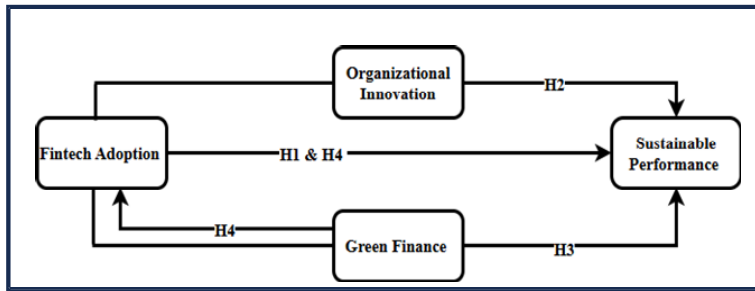 Organizational
Innovation
H2
Fintech Adoption
H1 & H4
Sustainable
Performance
H4
Green Finance
H3